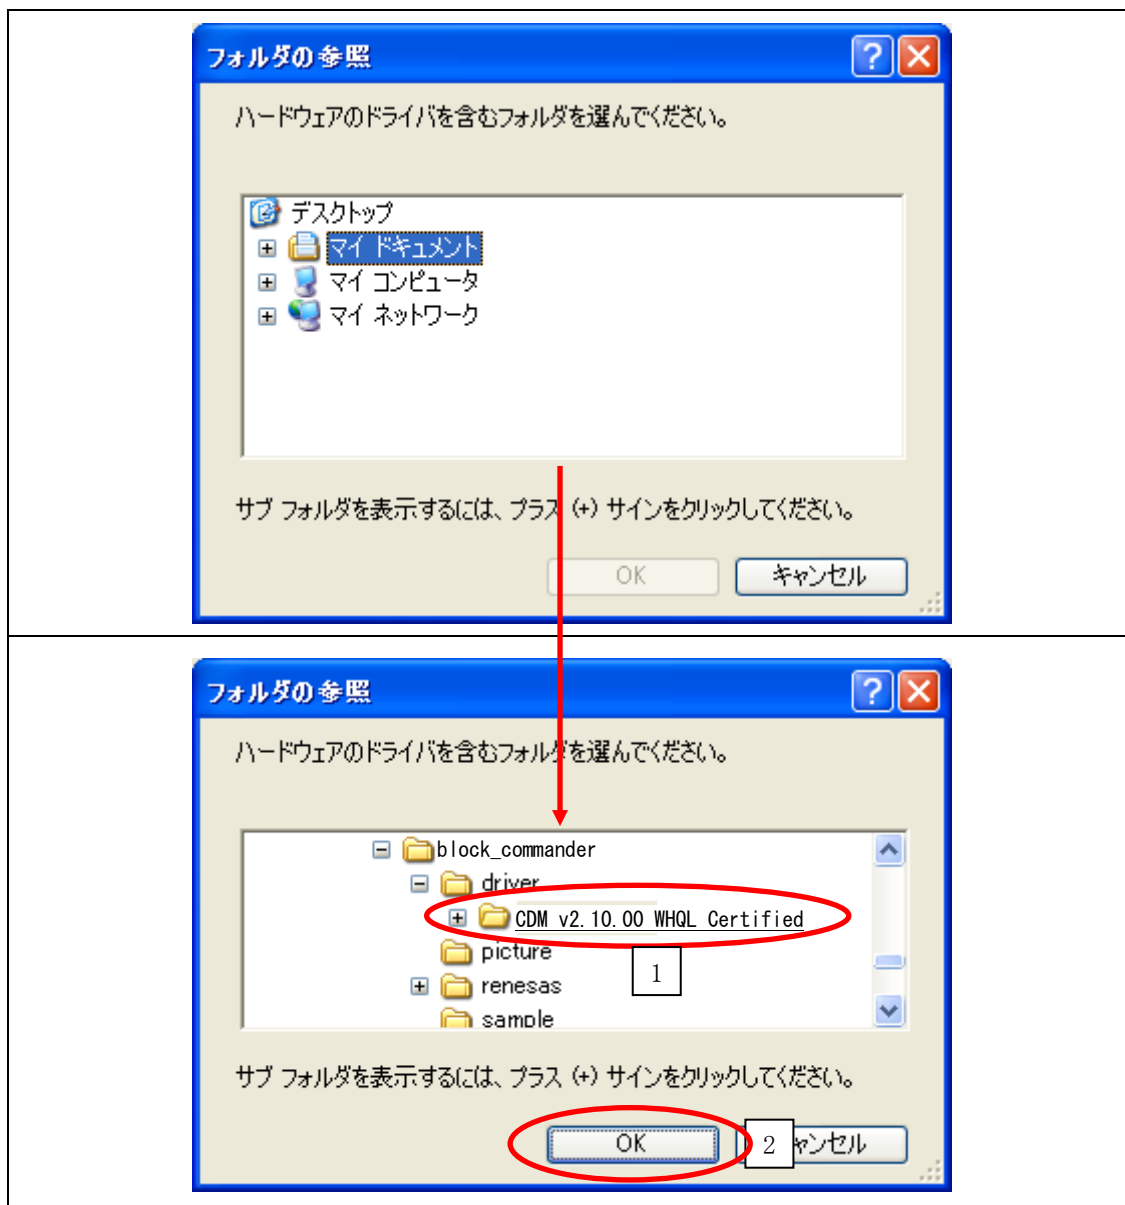 フォルダの参照
ハードウェアのドライバを含むフォルダを選んでください。
デスクトップ
マイ ドキュメント
マイ コンピュータ
マイ ネットワーク
サブ フォルダを表示するには、プラス (+) サインをクリックしてください。
OK キャンセル
フォルダの参照
ハードウェアのドライバを含むフォルダを選んでください。
block_commander
driver
CDM v2.10.00 WHQL Certified
picture
1
renesas
sample
サブ フォルダを表示するには、プラス (+) サインをクリックしてください。
OK 2 ャンセル